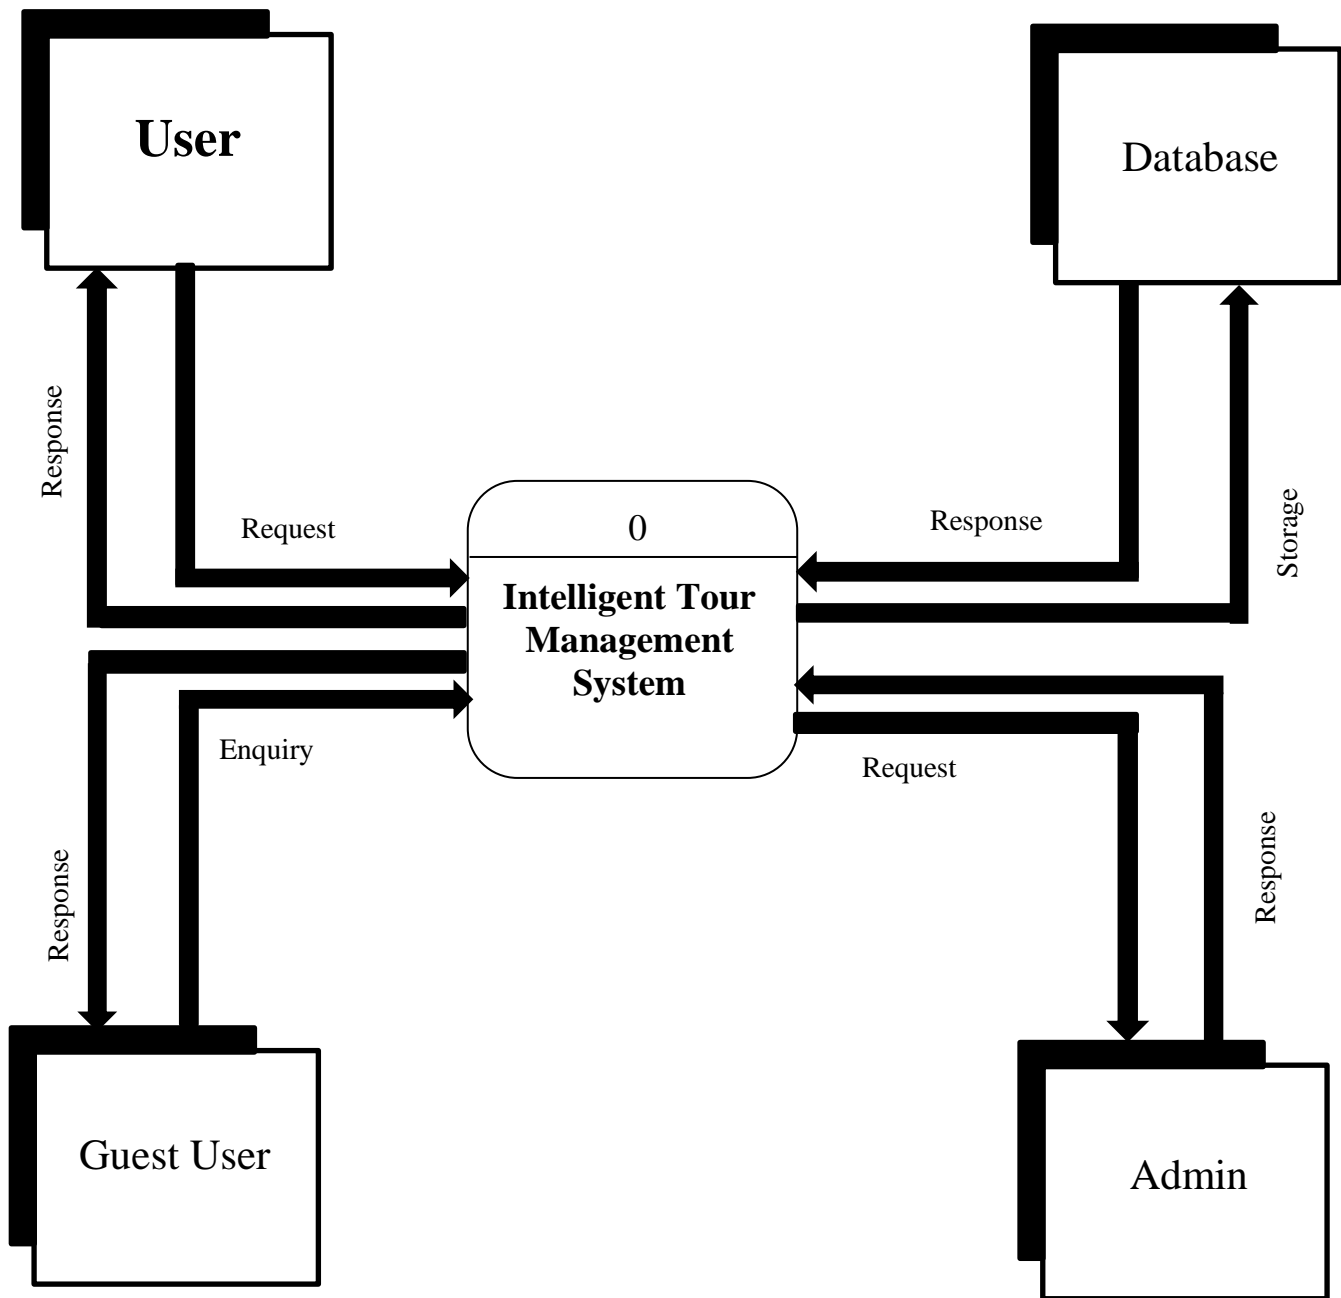 User
Database
Response
Request
0
Response
Storage
Intelligent Tour
Management
System
Enquiry
Request
Response
Response
Guest User
Admin